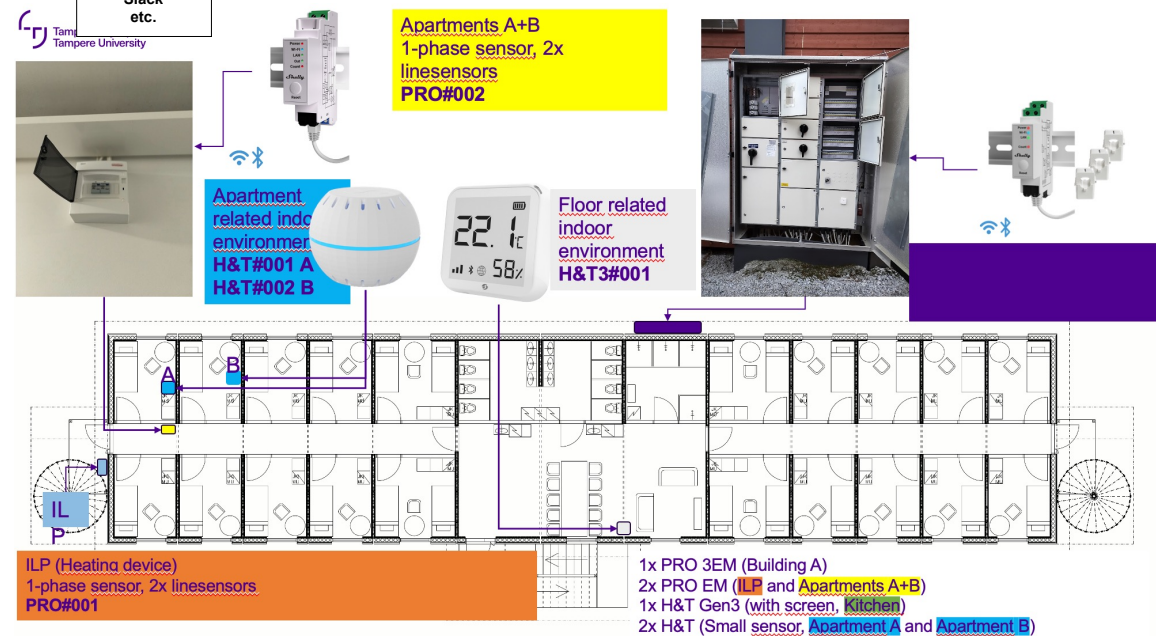 Slack
etc.
Tampere University
Apartments A+B
1-phase sensor, 2x
linesensors
PRO#002
Shelly
Apartment
related
environmen
H&T#001 A
H&T#002 B
22.1°C
58%
Floor related
indoor
environment
H&T3#001
Shelly
A
B
IL
P
ILP (Heating device)
1-phase sensor, 2x linesensors
PRO#001
1x PRO 3EM (Building A)
2x PRO EM (ILP and Apartments A+B)
1x H&T Gen3 (with screen, Kitchen)
2x H&T (Small sensor, Apartment A and Apartment B)